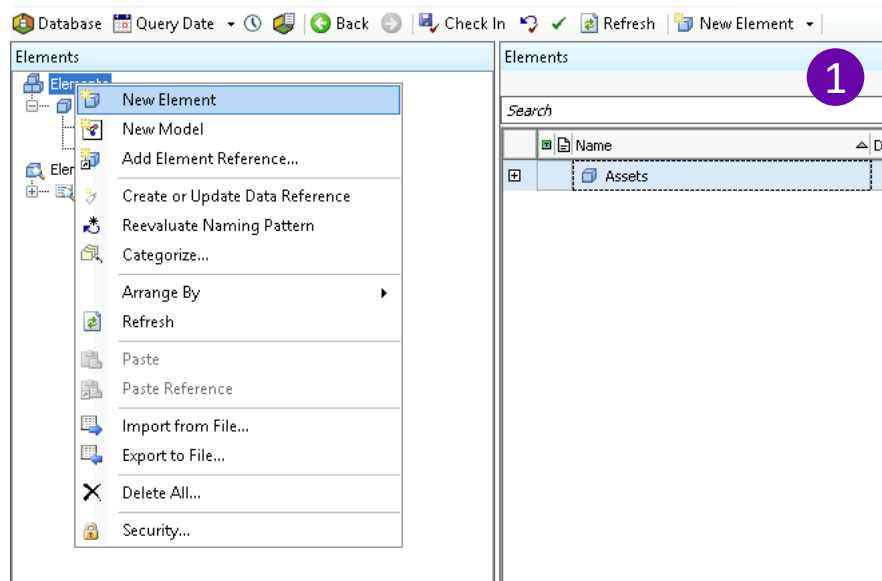 Database Query Date Back Check In Refresh New Element
Elements
Elements
1
Elements
New Element
New Model
Add Element Reference...
Elem
Create or Update Data Reference
Reevaluate Naming Pattern
Categorize...
Arrange By
Refresh
Paste
Paste Reference
Import from File...
Export to File...
Delete All...
Security...
Search
Name D
Assets